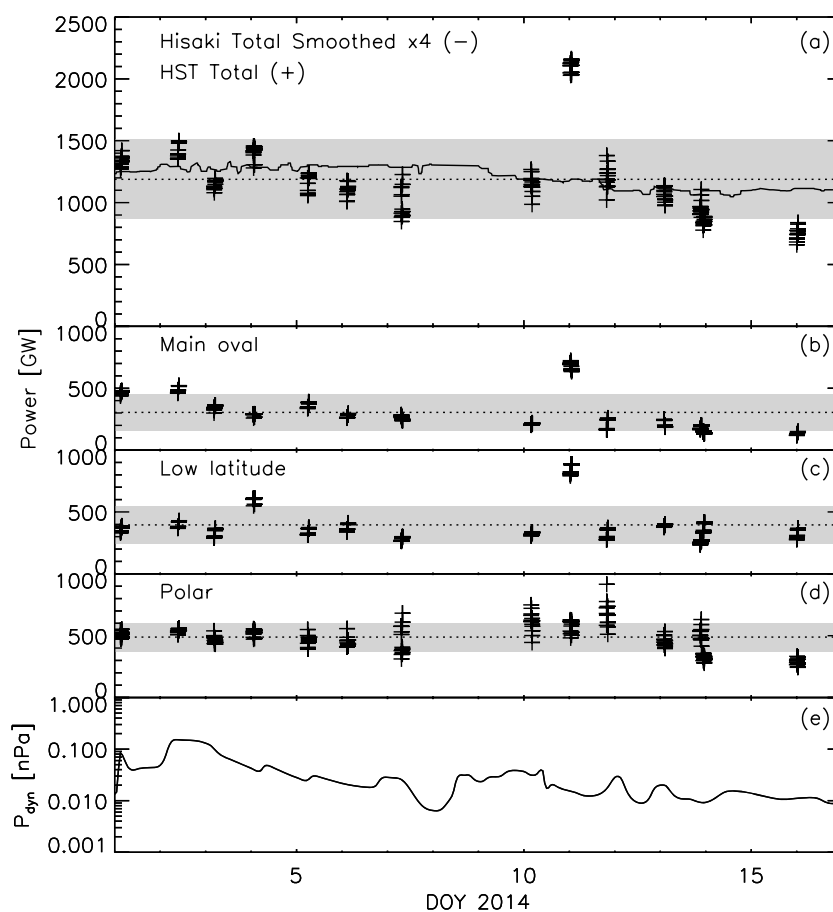 2500
Hisaki Total Smoothed x4 (−)
(a)
HST Total (+)
2000
1500
1000
500
0
Power [GW]
1000
Main oval
(b)
500
0
1000
Low latitude
(c)
500
0
1000
Polar
(d)
500
0
P_dyn [nPa]
1.000
(e)
0.100
0.010
0.001
5
10
15
DOY 2014